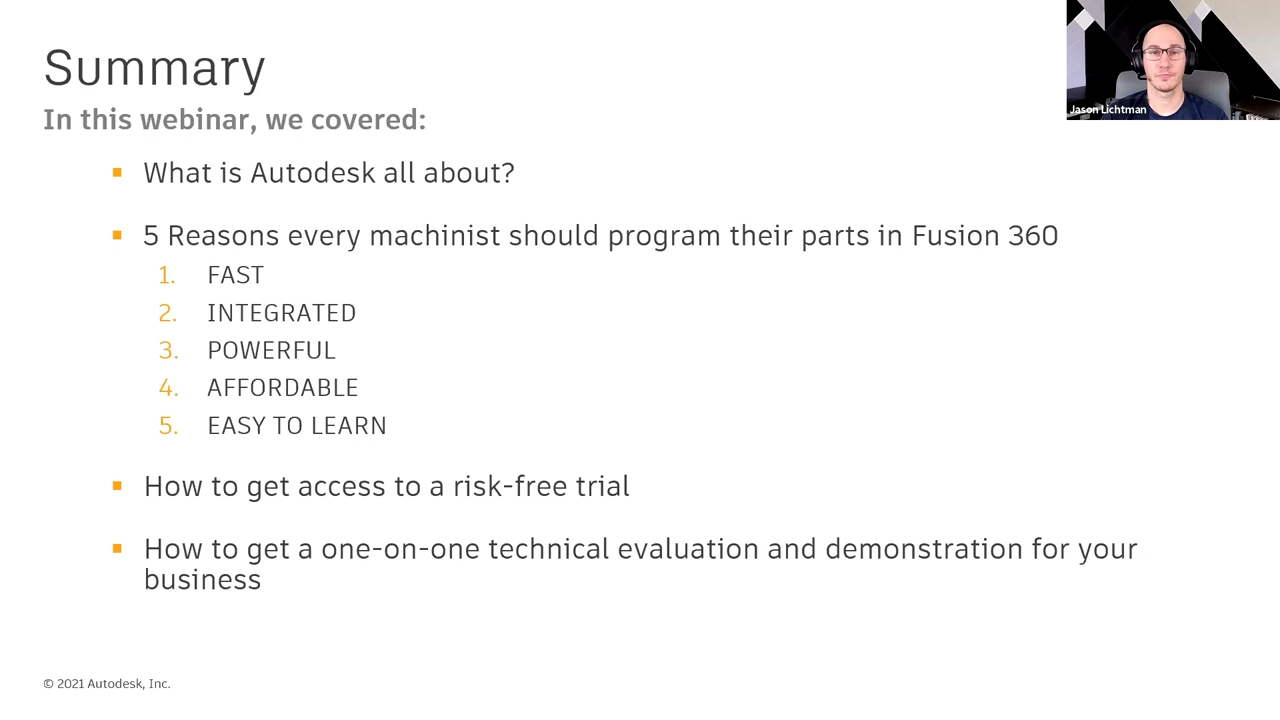 Summary
In this webinar, we covered:
Jason Lichtman
▪ What is Autodesk all about?
▪ 5 Reasons every machinist should program their parts in Fusion 360
1. FAST
2. INTEGRATED
3. POWERFUL
4. AFFORDABLE
5. EASY TO LEARN
▪ How to get access to a risk-free trial
▪ How to get a one-on-one technical evaluation and demonstration for your
business
© 2021 Autodesk, Inc.